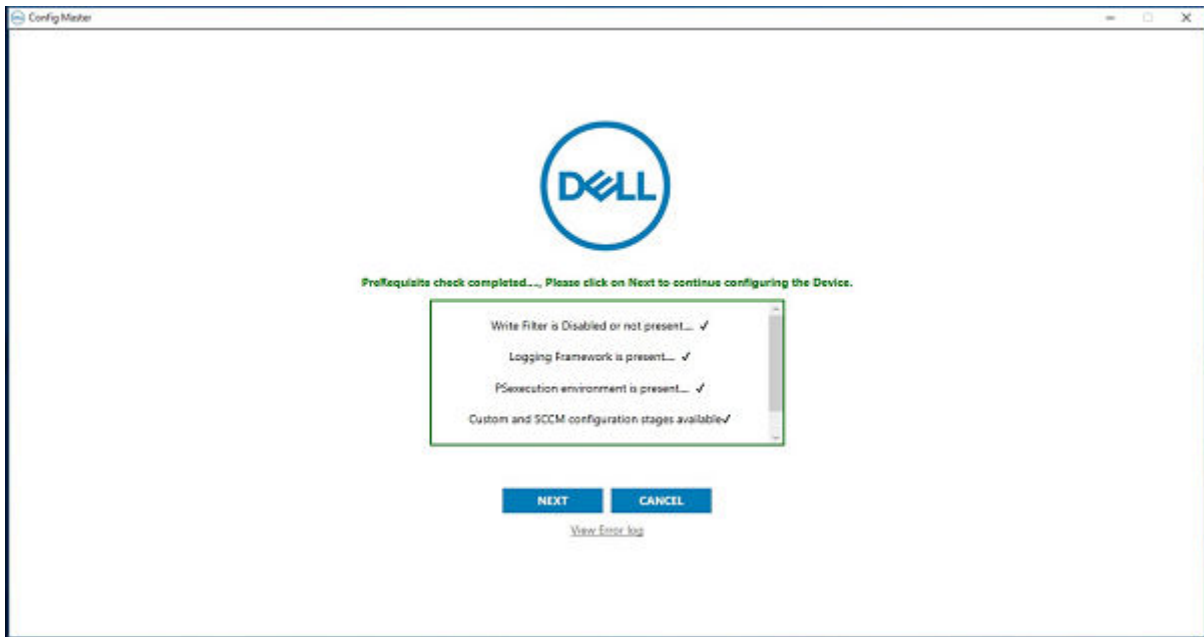 Config Master
DELL
PreRequisite check completed...., Please click on Next to continue configuring the Device.
Write Filter is Disabled or not present.... ✓
Logging Framework is present.... ✓
PSexecution environment is present.... ✓
Custom and SCCM configuration stages available✓
NEXT
CANCEL
View Error log